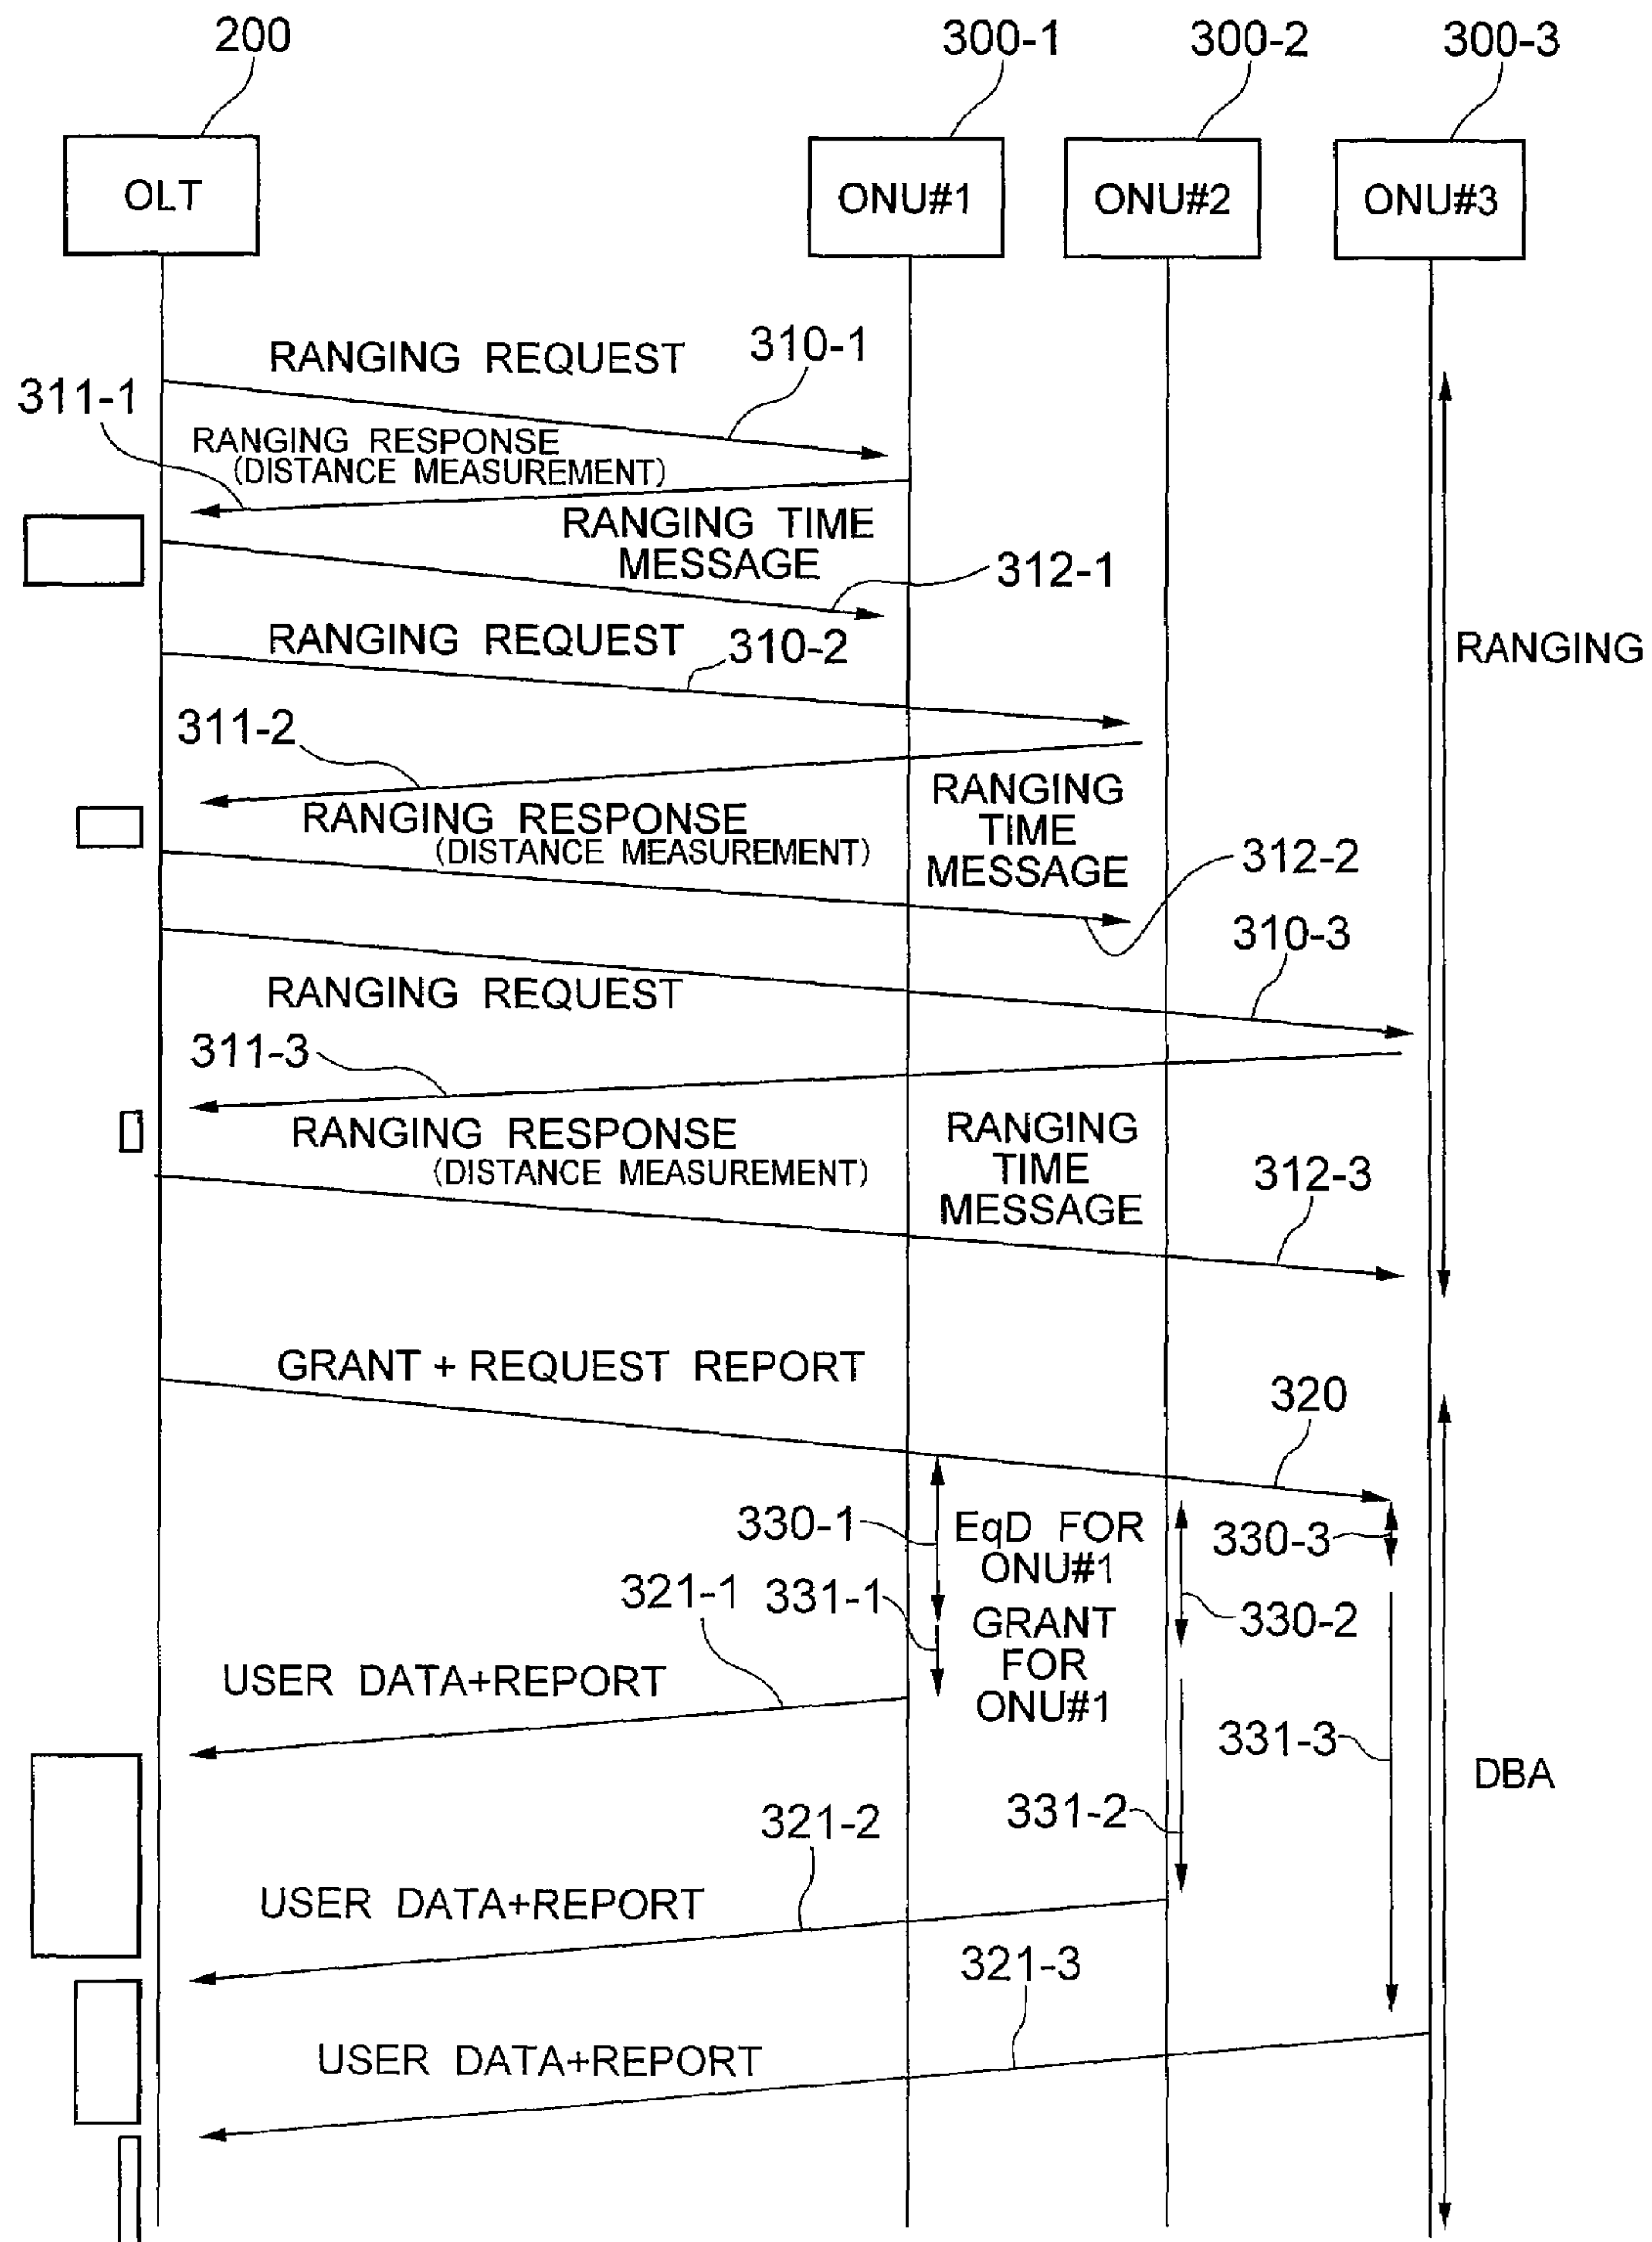 200
300-1
300-2
300-3
OLT
ONU#1
ONU#2
ONU#3
RANGING REQUEST
310-1
311-1
RANGING RESPONSE
(DISTANCE MEASUREMENT)
RANGING TIME
MESSAGE
312-1
RANGING REQUEST
310-2
RANGING
311-2
RANGING RESPONSE
(DISTANCE MEASUREMENT)
RANGING
TIME
MESSAGE
312-2
310-3
RANGING REQUEST
311-3
RANGING RESPONSE
(DISTANCE MEASUREMENT)
RANGING
TIME
MESSAGE
312-3
GRANT + REQUEST REPORT
320
330-1
EqD FOR
ONU#1
330-3
321-1
331-1
GRANT
FOR
ONU#1
330-2
USER DATA+REPORT
331-3
DBA
321-2
331-2
USER DATA+REPORT
321-3
USER DATA+REPORT